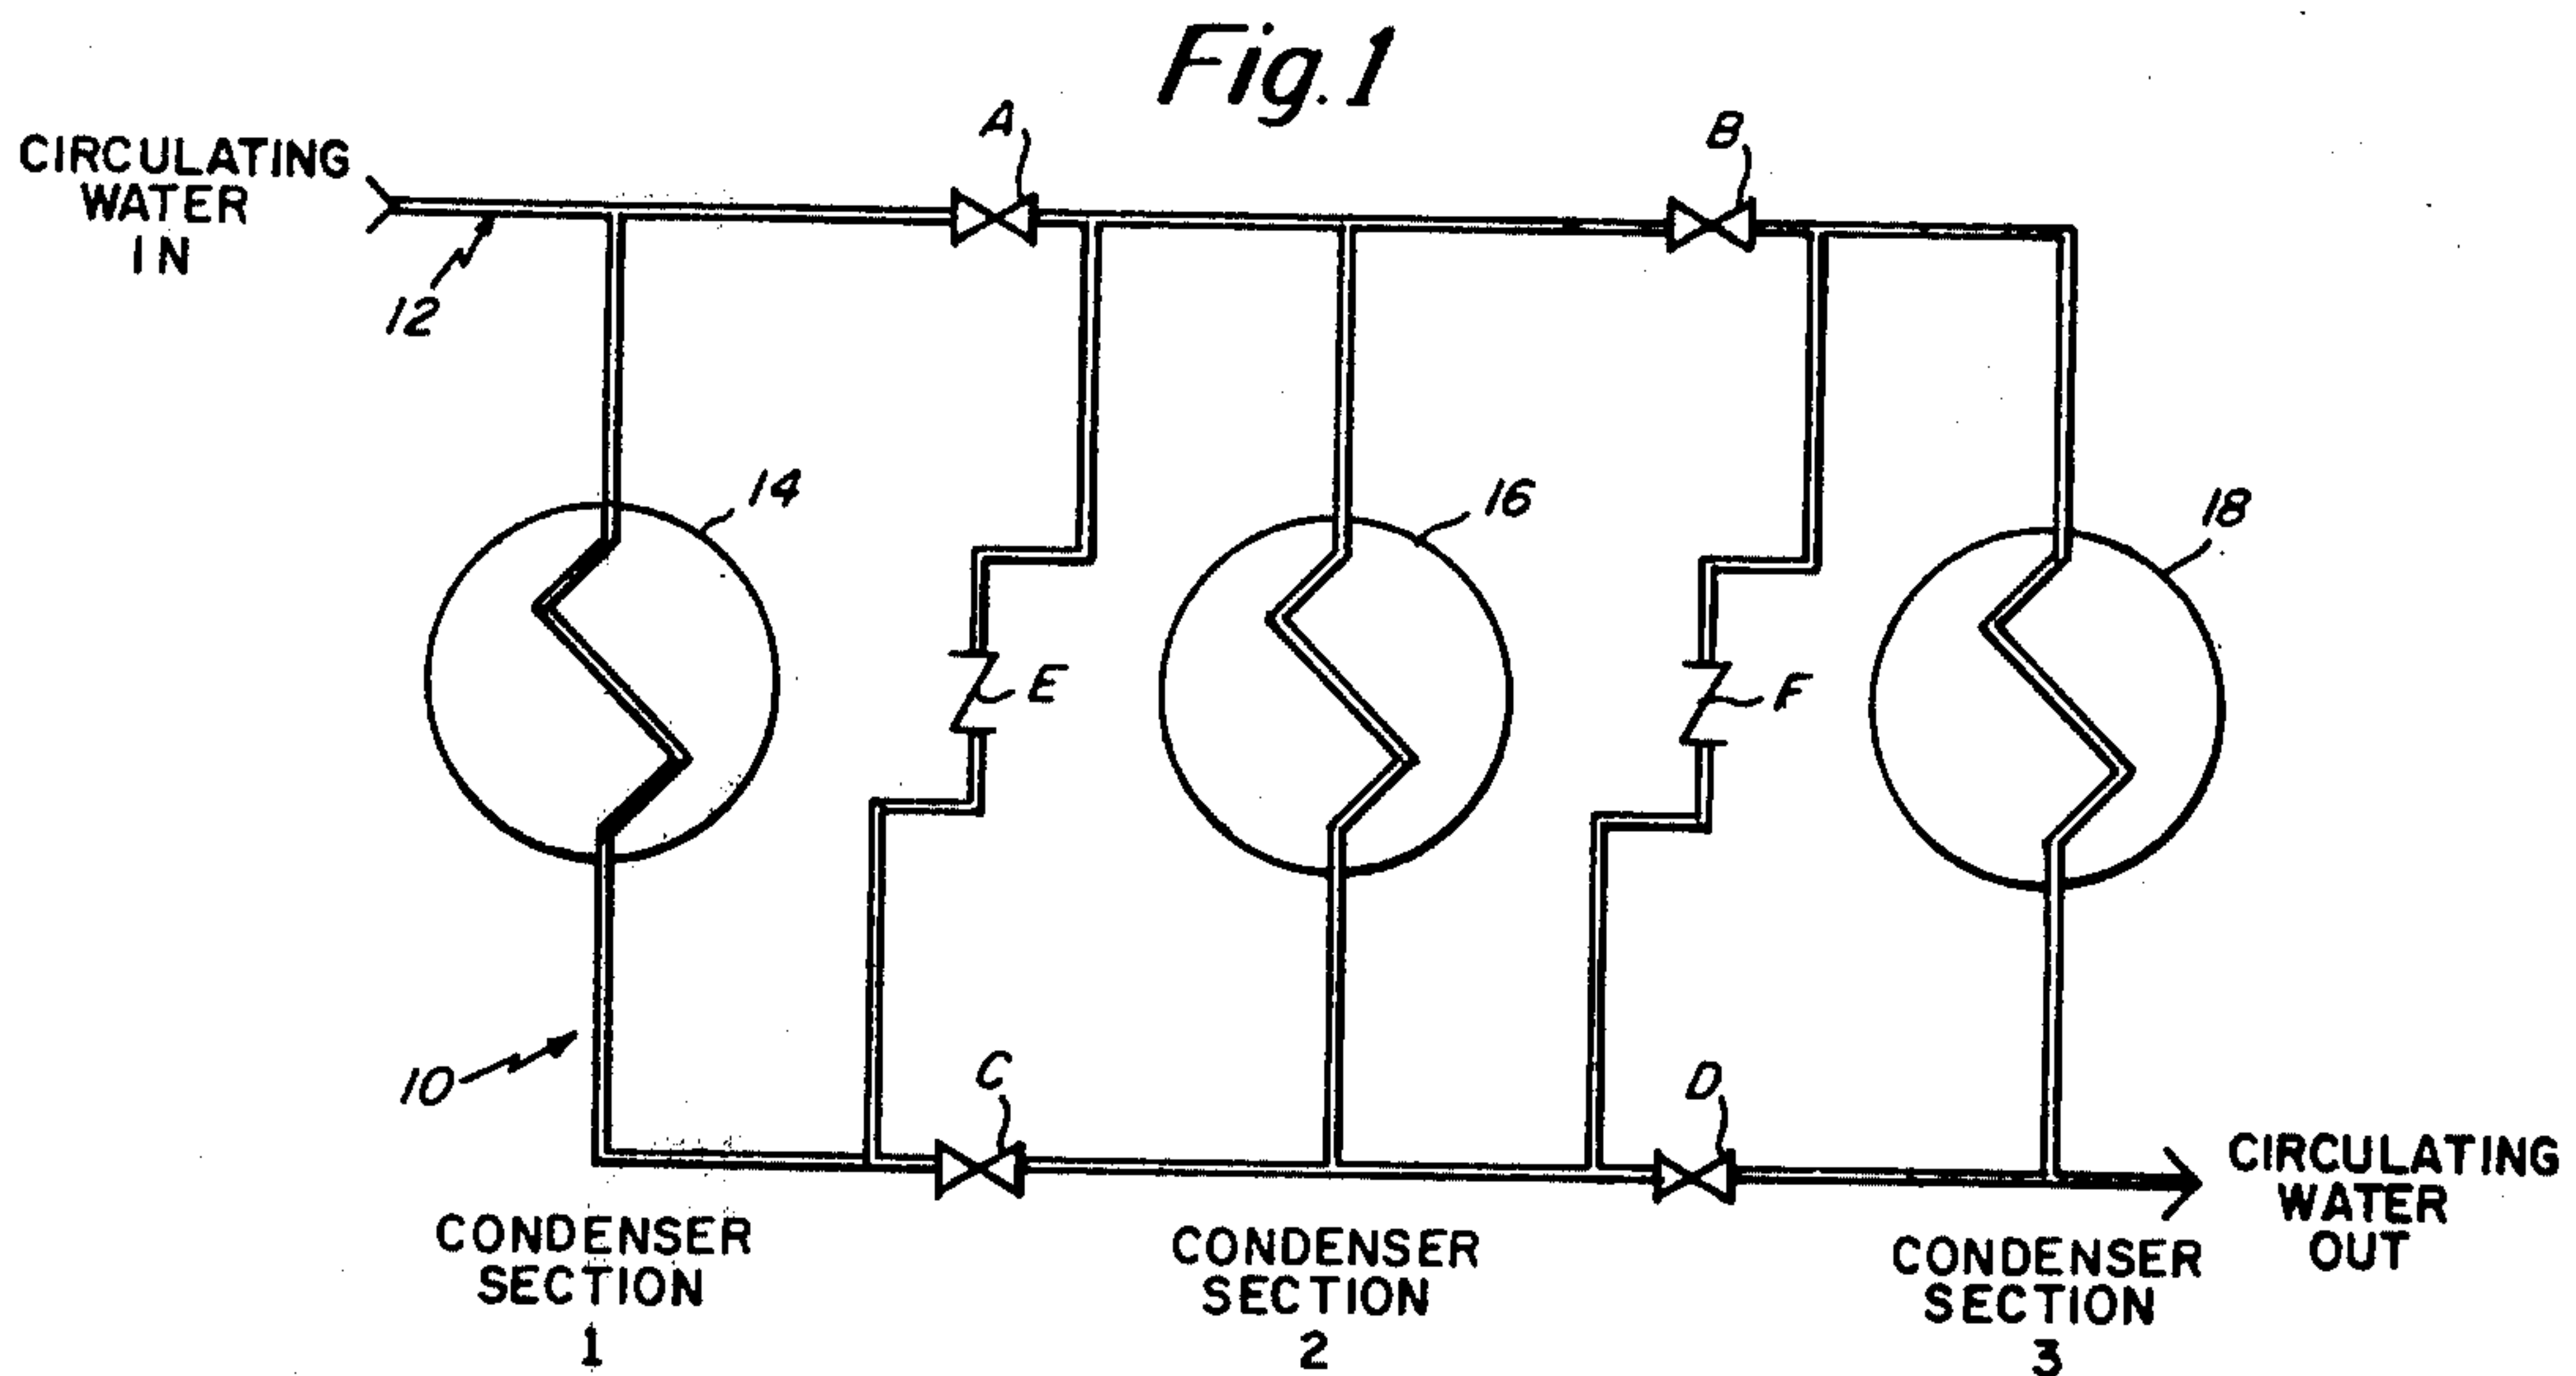 Fig. 1
A
B
CIRCULATING
WATER
IN
12
14
16
18
E
F
10
C
D
CIRCULATING
WATER
OUT
CONDENSER
SECTION
1
CONDENSER
SECTION
2
CONDENSER
SECTION
3